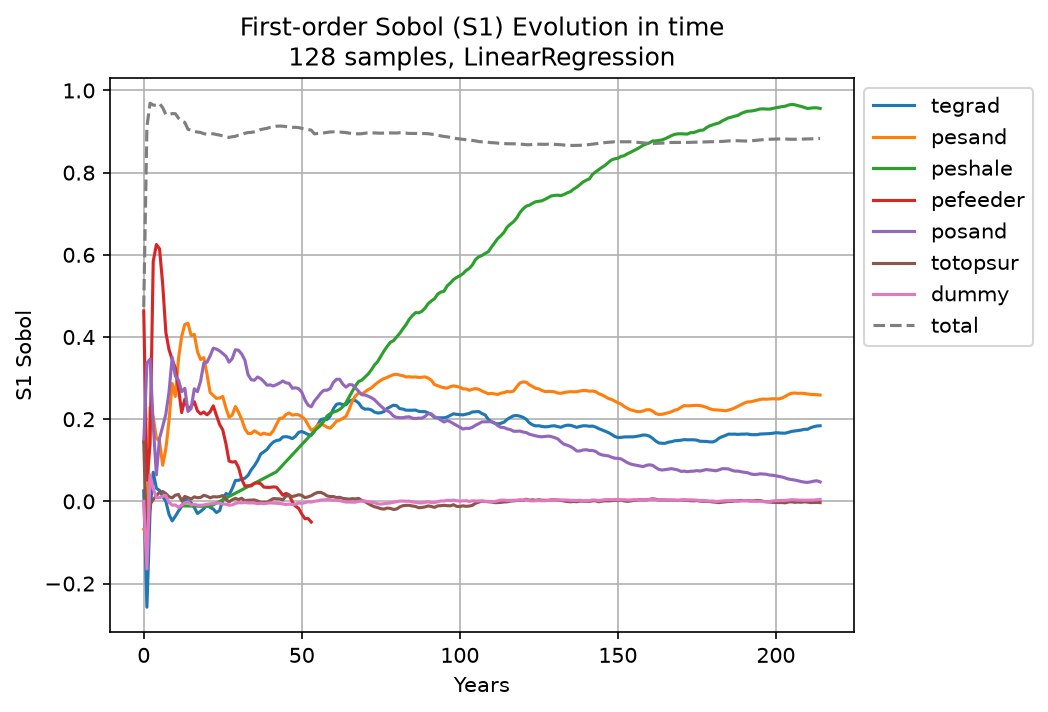 First-order Sobol (S1) Evolution in time
128 samples, LinearRegression
1.0
0.8
0.6
0.4
0.2
0.0
−0.2
S1 Sobol
0
50
100
150
200
Years
tegrad
pesand
peshale
pefeeder
posand
totopsur
dummy
total